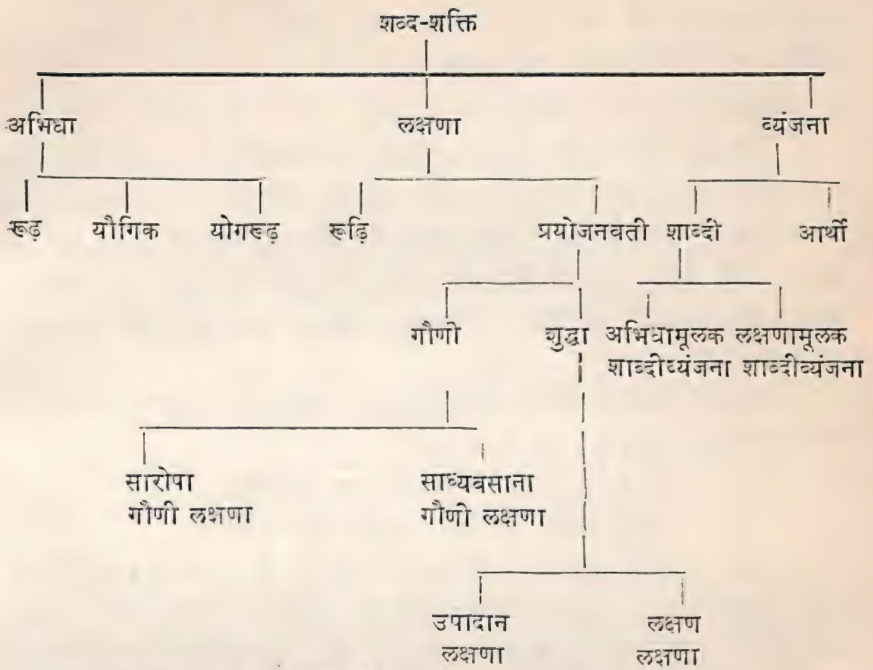 शब्द-शक्ति
अभिधा लक्षणा व्यंजना
रूढ़ यौगिक योगरूढ़ रूढ़ि प्रयोजनवती शाब्दी आर्थी
गौणी शुद्धा अभिधामूलक लक्षणामूलक
शाब्दीव्यंजना शाब्दीव्यंजना
सारोपा साध्यवसाना
गौणी लक्षणा गौणी लक्षणा
उपादान लक्षण
लक्षणा लक्षणा